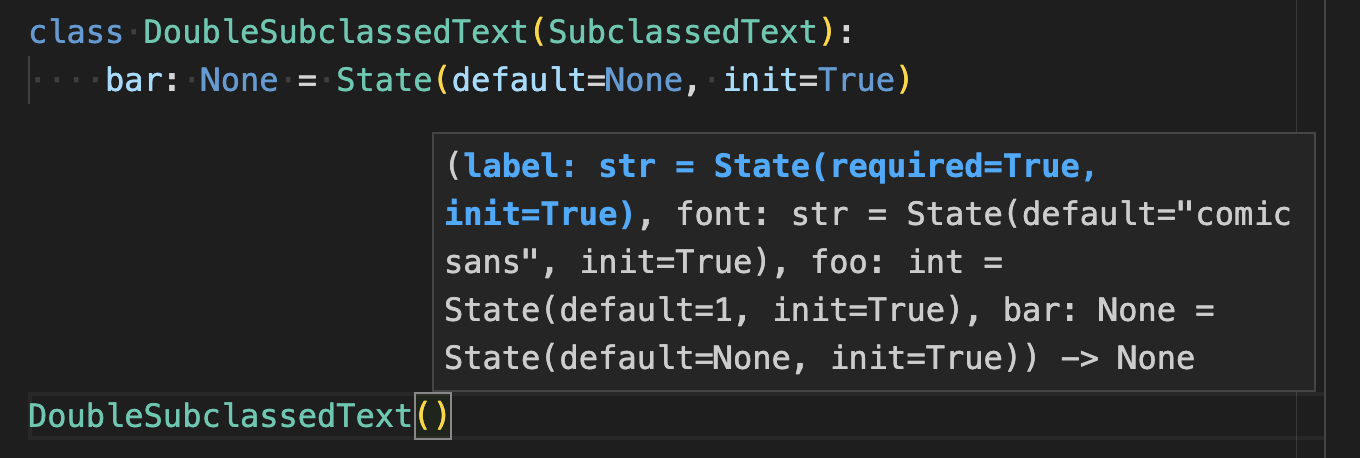 class DoubleSubclassedText(SubclassedText):
    bar: None = State(default=None, init=True)
(label: str = State(required=True,
init=True), font: str = State(default="comic
sans", init=True), foo: int =
State(default=1, init=True), bar: None =
State(default=None, init=True)) -> None
DoubleSubclassedText()